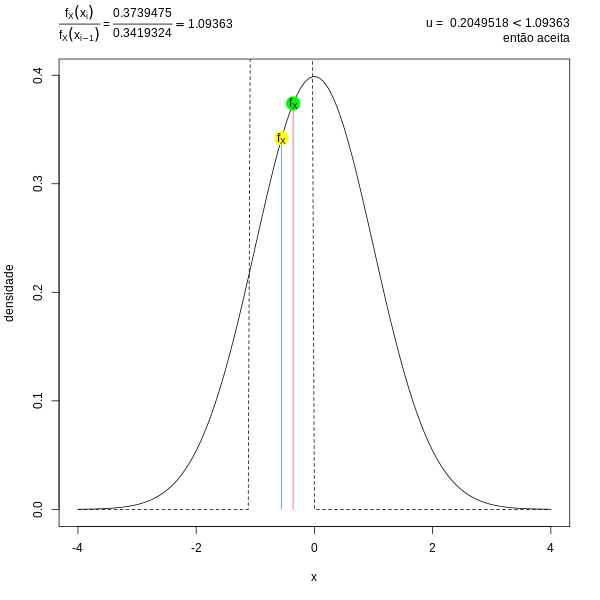 fX(xi) / fX(xi−1) = 0.3739475 / 0.3419324 = 1.09363
u = 0.2049518 < 1.09363
então aceita
densidade
0.4
0.3
0.2
0.1
0.0
fX
fX
-4 -2 0 2 4
x